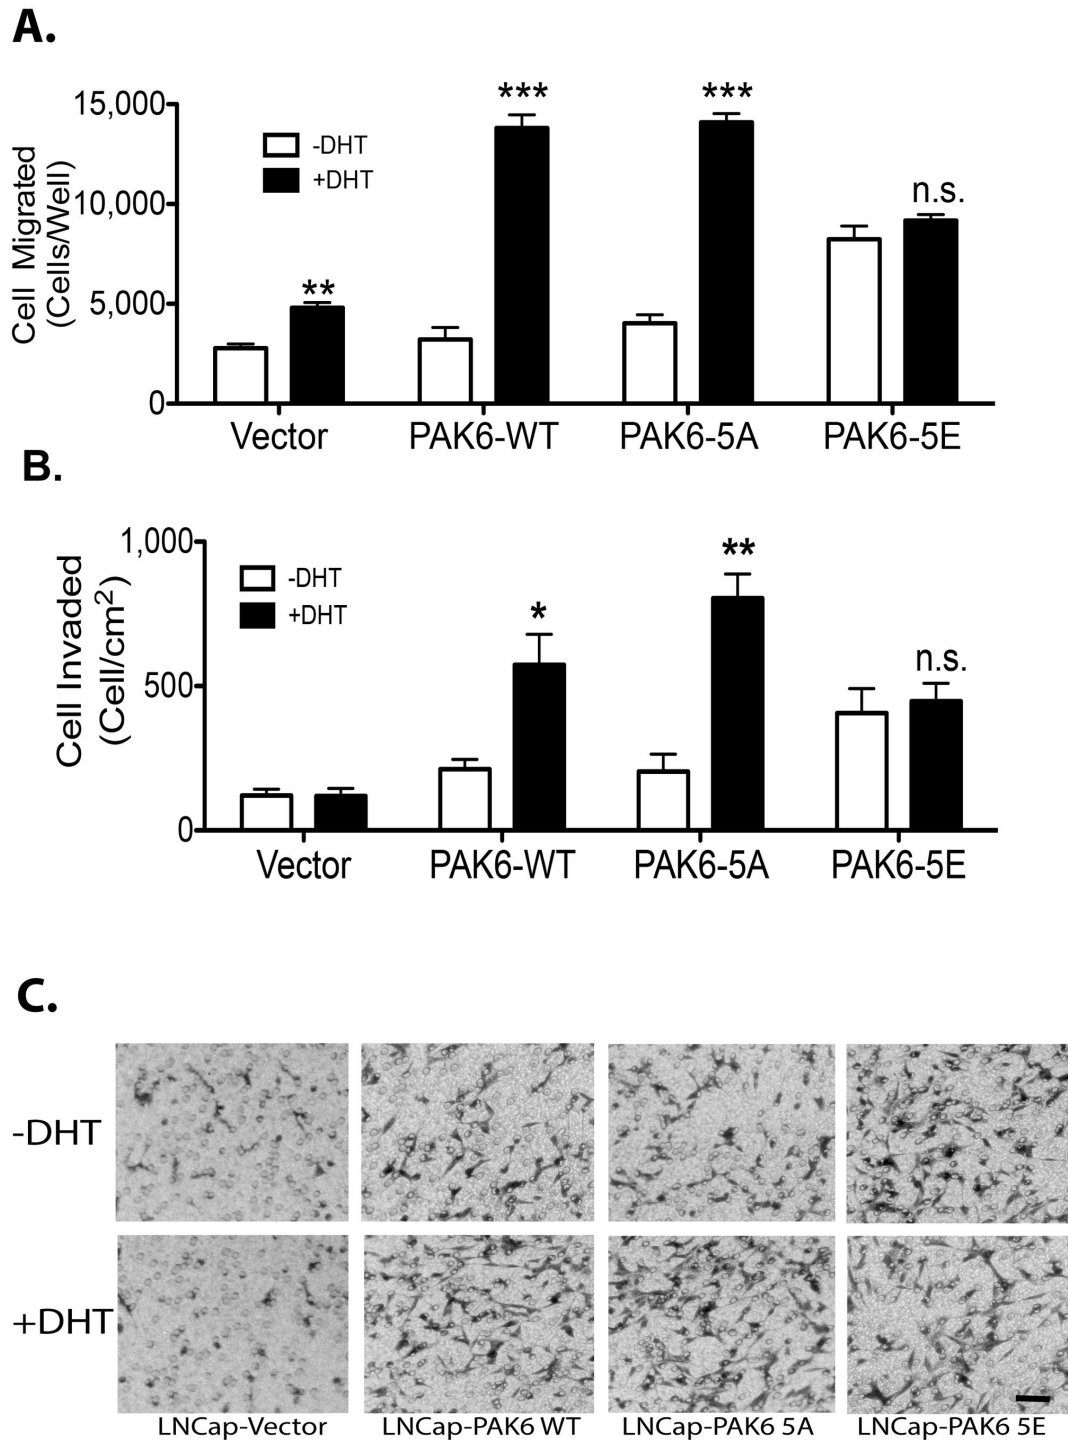 A.
15,000
10,000
5,000
0
Cell Migrated
(Cells/Well)
-DHT
+DHT
**
***
***
n.s.
Vector
PAK6-WT
PAK6-5A
PAK6-5E
B.
1,000
500
0
Cell Invaded
(Cell/cm²)
-DHT
+DHT
*
**
n.s.
Vector
PAK6-WT
PAK6-5A
PAK6-5E
C.
-DHT
+DHT
LNCap-Vector
LNCap-PAK6 WT
LNCap-PAK6 5A
LNCap-PAK6 5E